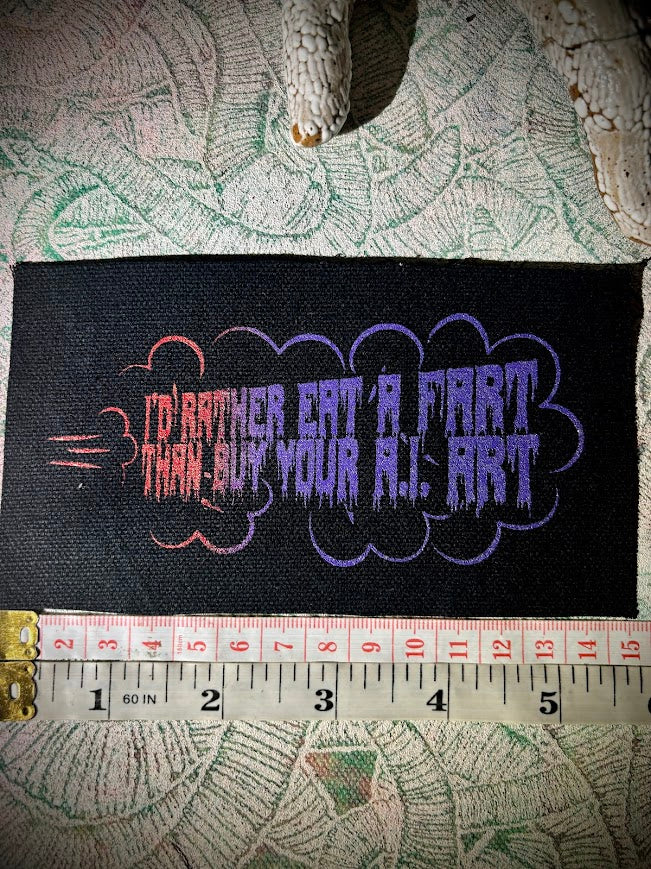 I'D RATHER EAT A FART
THAN BUY YOUR A.I. ART
2 3 4 150cm 5 6 7 8 9 10 11 12 13 14 15
1 60 IN 2 3 4 5